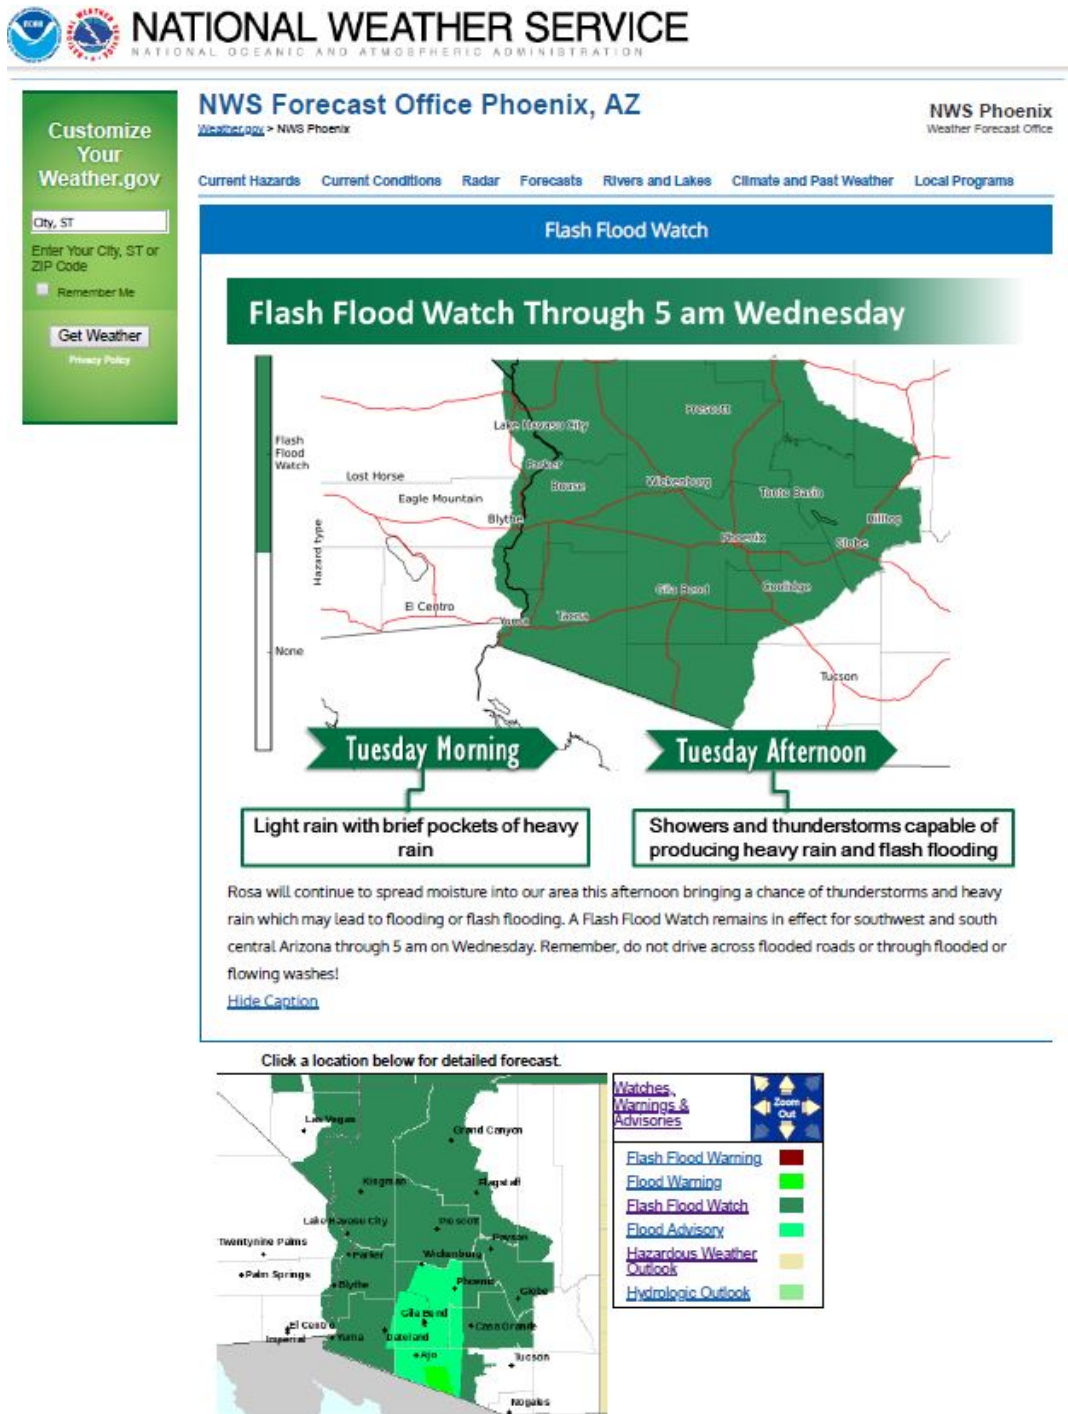 NATIONAL WEATHER SERVICE
NATIONAL OCEANIC AND ATMOSPHERIC ADMINISTRATION
Customize
Your
Weather.gov
City, ST
Enter Your City, ST or
ZIP Code
Remember Me
Get Weather
Privacy Policy
NWS Forecast Office Phoenix, AZ
Weather.gov > NWS Phoenix
NWS Phoenix
Weather Forecast Office
Current Hazards Current Conditions Radar Forecasts Rivers and Lakes Climate and Past Weather Local Programs
Flash Flood Watch
Flash Flood Watch Through 5 am Wednesday
Flash
Flood
Watch
Hazard type
None
Prescott
Lake Havasu City
Parker
Lost Horse
Bouse
Wickenburg
Tonto Basin
Eagle Mountain
Blythe
Hilltop
Phoenix
Globe
Gila Bend
Coolidge
El Centro
Yuma
Tacna
Tucson
Tuesday Morning
Tuesday Afternoon
Light rain with brief pockets of heavy
rain
Showers and thunderstorms capable of
producing heavy rain and flash flooding
Rosa will continue to spread moisture into our area this afternoon bringing a chance of thunderstorms and heavy
rain which may lead to flooding or flash flooding. A Flash Flood Watch remains in effect for southwest and south
central Arizona through 5 am on Wednesday. Remember, do not drive across flooded roads or through flooded or
flowing washes!
Hide Caption
Click a location below for detailed forecast.
Las Vegas
Grand Canyon
Kingman
Flagstaff
Lake Havasu City
Prescott
Twentynine Palms
Payson
Parker
Wickenburg
Palm Springs
Blythe
Phoenix
Globe
Gila Bend
El Centro
Casa Grande
Imperial
Yuma
Dateland
Ajo
Tucson
Nogales
Watches,
Warnings &
Advisories
Zoom
Out
Flash Flood Warning
Flood Warning
Flash Flood Watch
Flood Advisory
Hazardous Weather
Outlook
Hydrologic Outlook